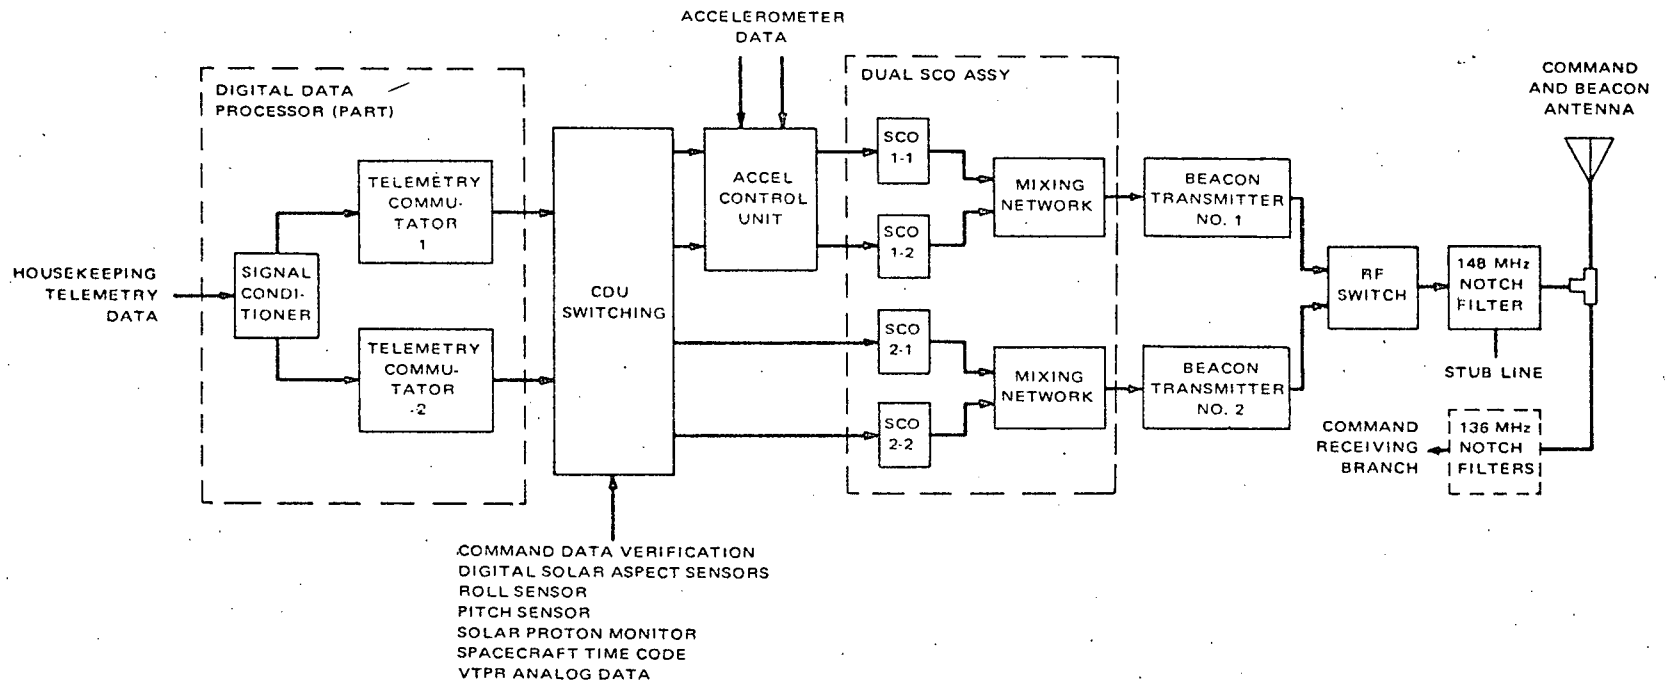 ACCELEROMETER
DATA
DIGITAL DATA
PROCESSOR (PART)
DUAL SCO ASSY
COMMAND
AND BEACON
ANTENNA
HOUSEKEEPING
TELEMETRY
DATA
SIGNAL
CONDI-
TIONER
TELEMETRY
COMMU-
TATOR
1
TELEMETRY
COMMU-
TATOR
2
CDU
SWITCHING
ACCEL
CONTROL
UNIT
SCO
1-1
SCO
1-2
SCO
2-1
SCO
2-2
MIXING
NETWORK
MIXING
NETWORK
BEACON
TRANSMITTER
NO. 1
BEACON
TRANSMITTER
NO. 2
RF
SWITCH
148 MHz
NOTCH
FILTER
STUB LINE
COMMAND
RECEIVING
BRANCH
136 MHz
NOTCH
FILTERS
COMMAND DATA VERIFICATION
DIGITAL SOLAR ASPECT SENSORS
ROLL SENSOR
PITCH SENSOR
SOLAR PROTON MONITOR
SPACECRAFT TIME CODE
VTPR ANALOG DATA